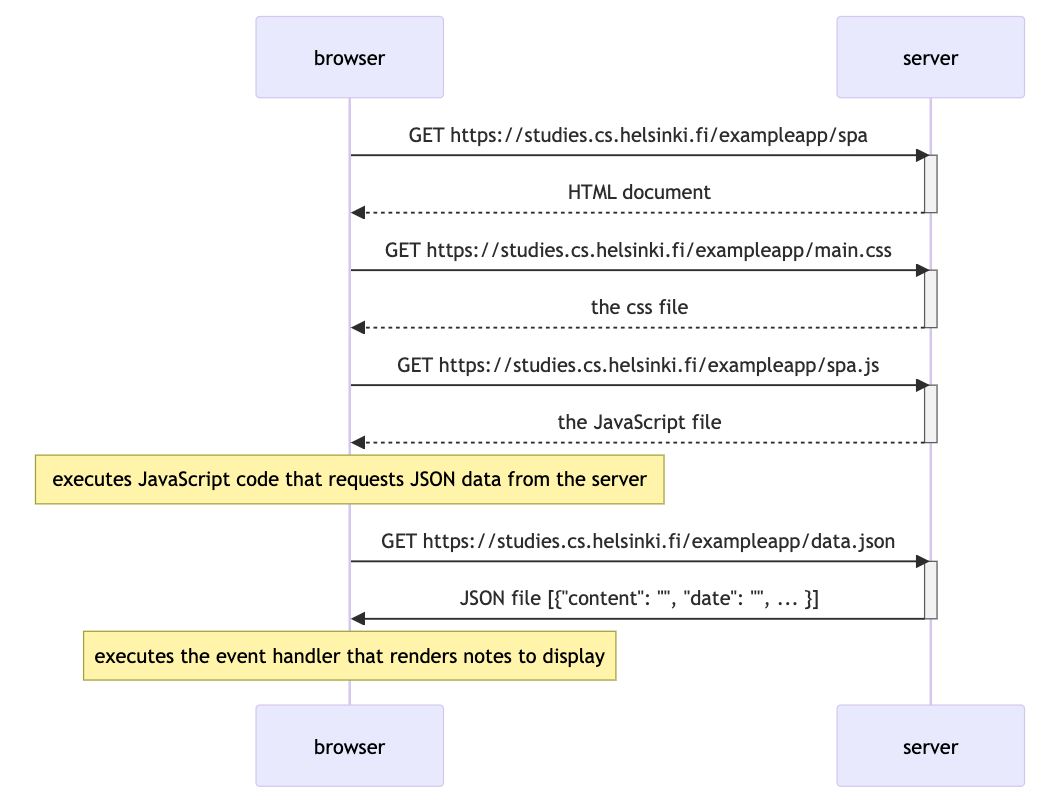 browser
server
GET https://studies.cs.helsinki.fi/exampleapp/spa
HTML document
GET https://studies.cs.helsinki.fi/exampleapp/main.css
the css file
GET https://studies.cs.helsinki.fi/exampleapp/spa.js
the JavaScript file
executes JavaScript code that requests JSON data from the server
GET https://studies.cs.helsinki.fi/exampleapp/data.json
JSON file [{"content": "", "date": "", ... }]
executes the event handler that renders notes to display
browser
server